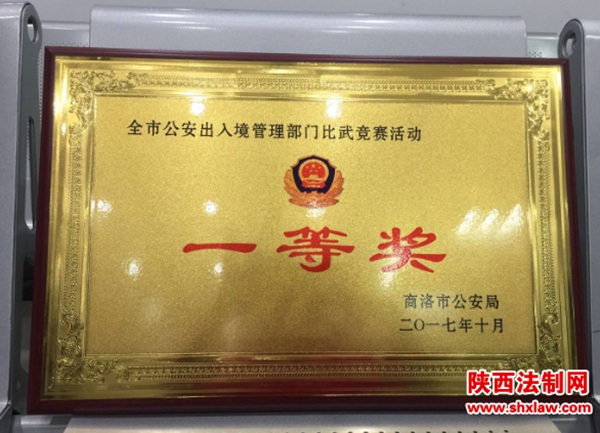 全市公安出入境管理部门比武竞赛活动
一等奖
商洛市公安局
二〇一七年十月
陕西法制网
www.shxlaw.com